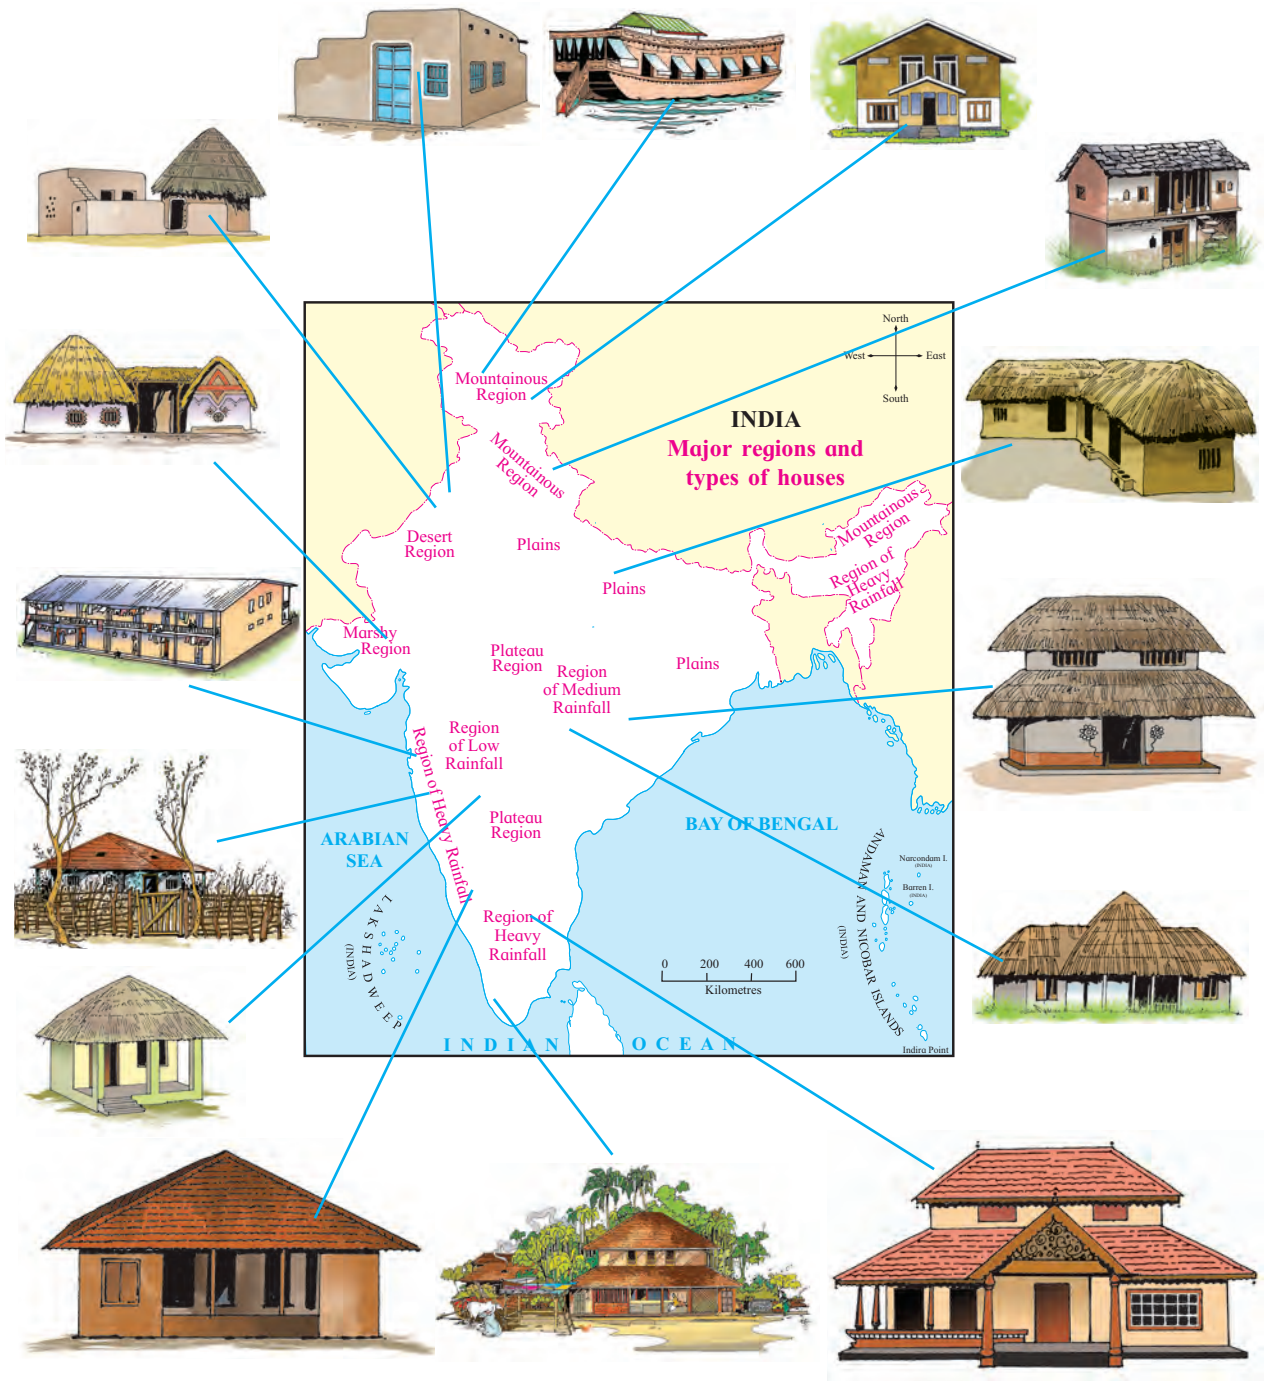 North
West
East
South
INDIA
Major regions and
types of houses
Mountainous
Region
Mountainous
Region
Mountainous
Region
Desert
Region
Plains
Plains
Region of
Heavy
Rainfall
Marshy
Region
Plateau
Region
Region
of Medium
Rainfall
Plains
Region
of Low
Rainfall
Region of Heavy Rainfall
Plateau
Region
ARABIAN
SEA
BAY OF BENGAL
Region of
Heavy
Rainfall
LAKSHADWEEP
(INDIA)
ANDAMAN AND NICOBAR ISLANDS
(INDIA)
Narcondam I.
(INDIA)
Barren I.
(INDIA)
0 200 400 600
Kilometres
INDIAN OCEAN
Indira Point